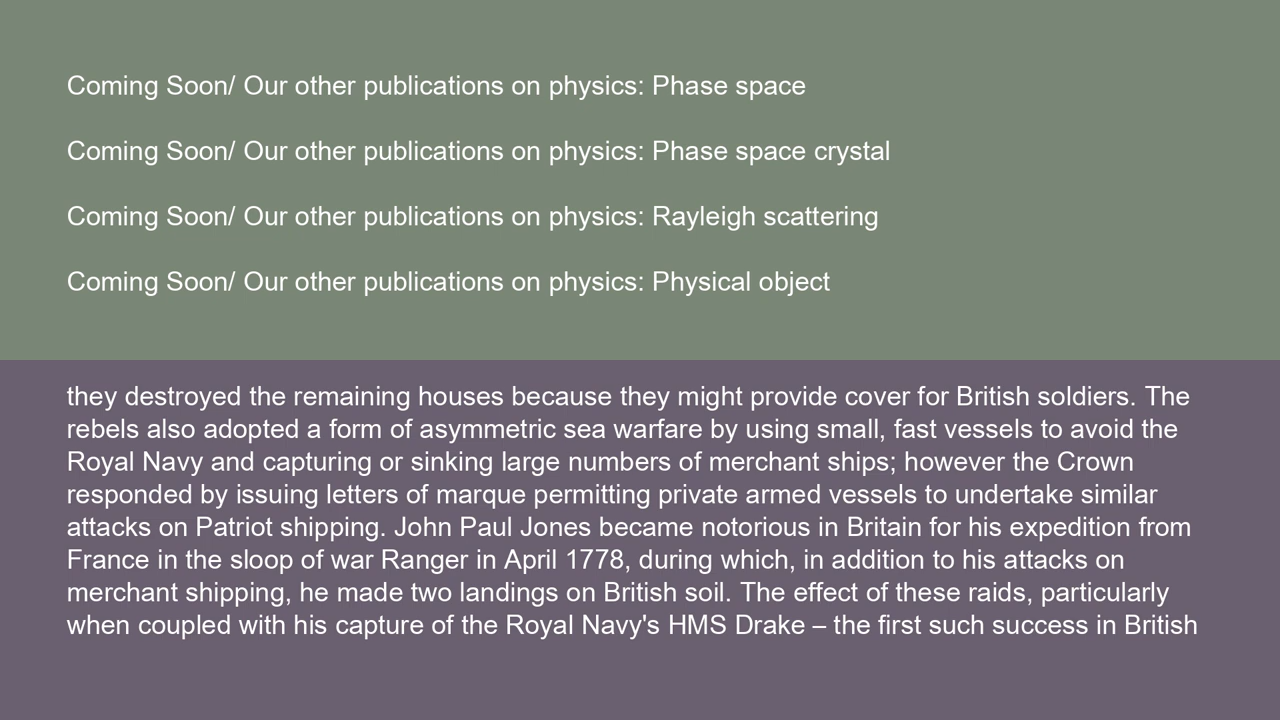 Coming Soon/ Our other publications on physics: Phase space
Coming Soon/ Our other publications on physics: Phase space crystal
Coming Soon/ Our other publications on physics: Rayleigh scattering
Coming Soon/ Our other publications on physics: Physical object
they destroyed the remaining houses because they might provide cover for British soldiers. The
rebels also adopted a form of asymmetric sea warfare by using small, fast vessels to avoid the
Royal Navy and capturing or sinking large numbers of merchant ships; however the Crown
responded by issuing letters of marque permitting private armed vessels to undertake similar
attacks on Patriot shipping. John Paul Jones became notorious in Britain for his expedition from
France in the sloop of war Ranger in April 1778, during which, in addition to his attacks on
merchant shipping, he made two landings on British soil. The effect of these raids, particularly
when coupled with his capture of the Royal Navy's HMS Drake – the first such success in British